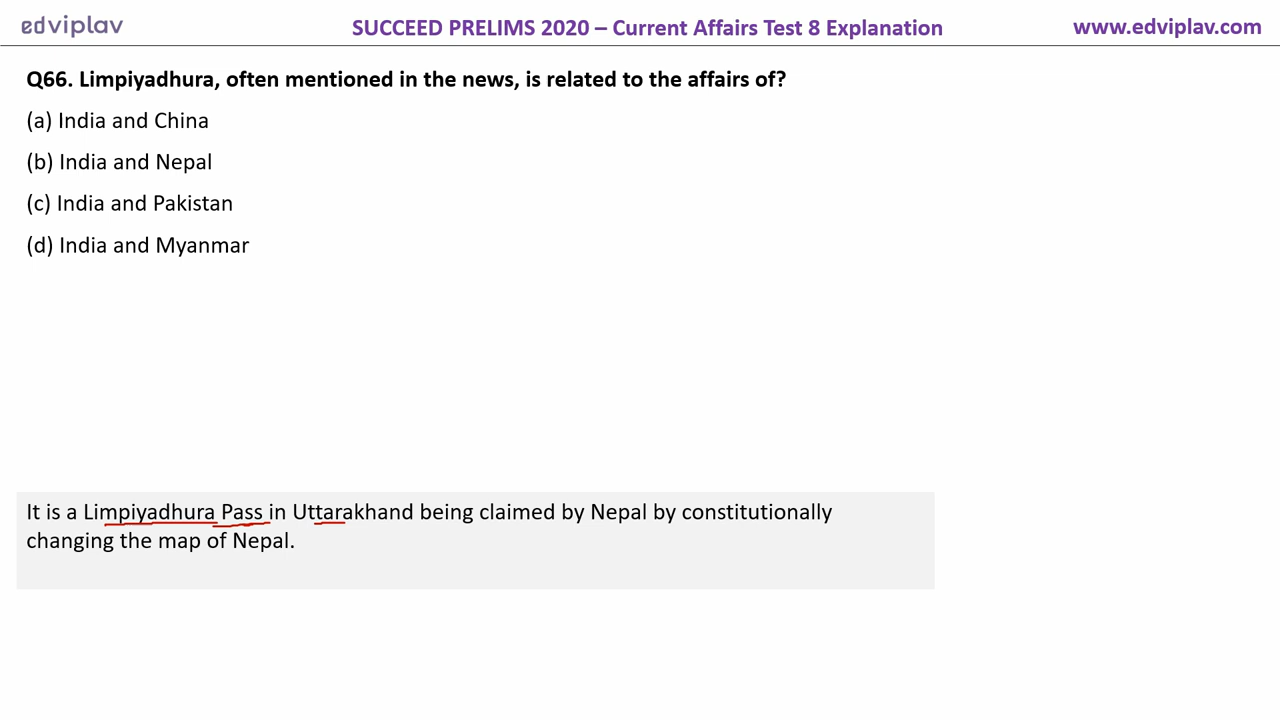 edviplav
SUCCEED PRELIMS 2020 – Current Affairs Test 8 Explanation
www.edviplav.com
Q66. Limpiyadhura, often mentioned in the news, is related to the affairs of?
(a) India and China
(b) India and Nepal
(c) India and Pakistan
(d) India and Myanmar
It is a Limpiyadhura Pass in Uttarakhand being claimed by Nepal by constitutionally
changing the map of Nepal.